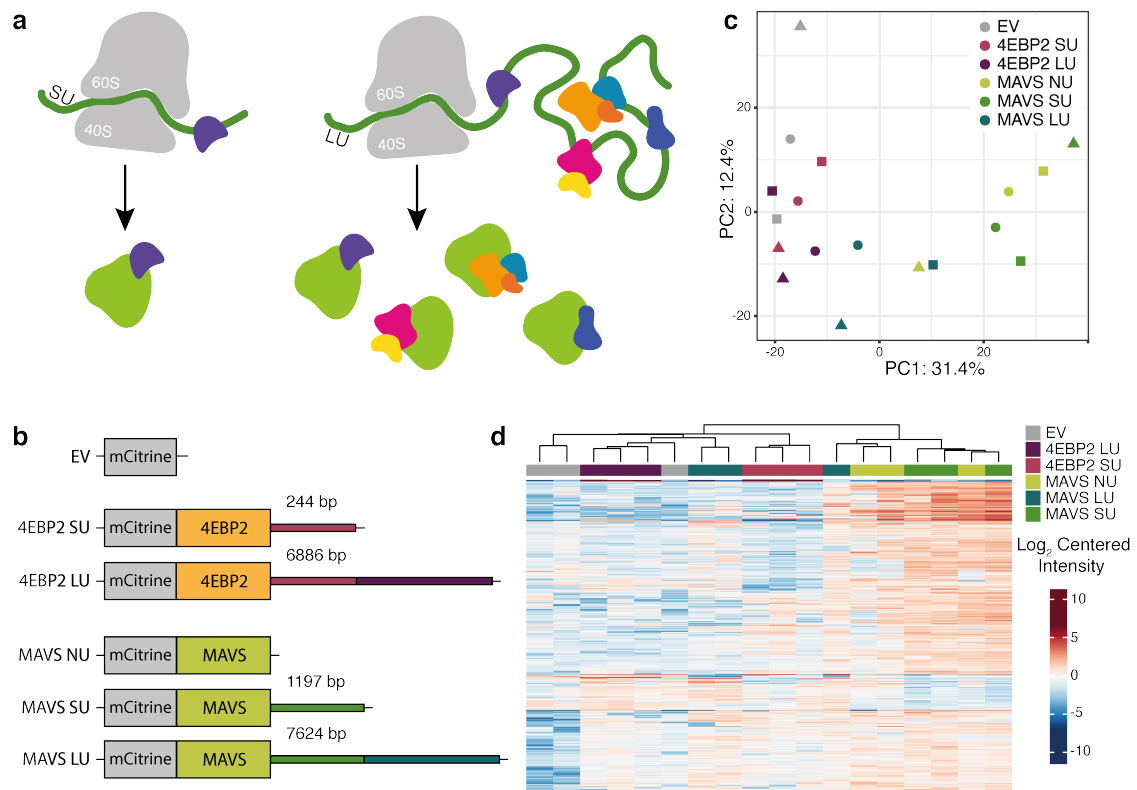 a
60S
SU
40S
60S
LU
40S
c
EV
4EBP2 SU
4EBP2 LU
MAVS NU
MAVS SU
MAVS LU
PC2: 12.4%
20
0
-20
-20
0
20
PC1: 31.4%
b
EV
mCitrine
244 bp
4EBP2 SU
mCitrine
4EBP2
6886 bp
4EBP2 LU
mCitrine
4EBP2
MAVS NU
mCitrine
MAVS
1197 bp
MAVS SU
mCitrine
MAVS
7624 bp
MAVS LU
mCitrine
MAVS
d
EV
4EBP2 LU
4EBP2 SU
MAVS NU
MAVS LU
MAVS SU
Log2 Centered
Intensity
10
5
0
-5
-10